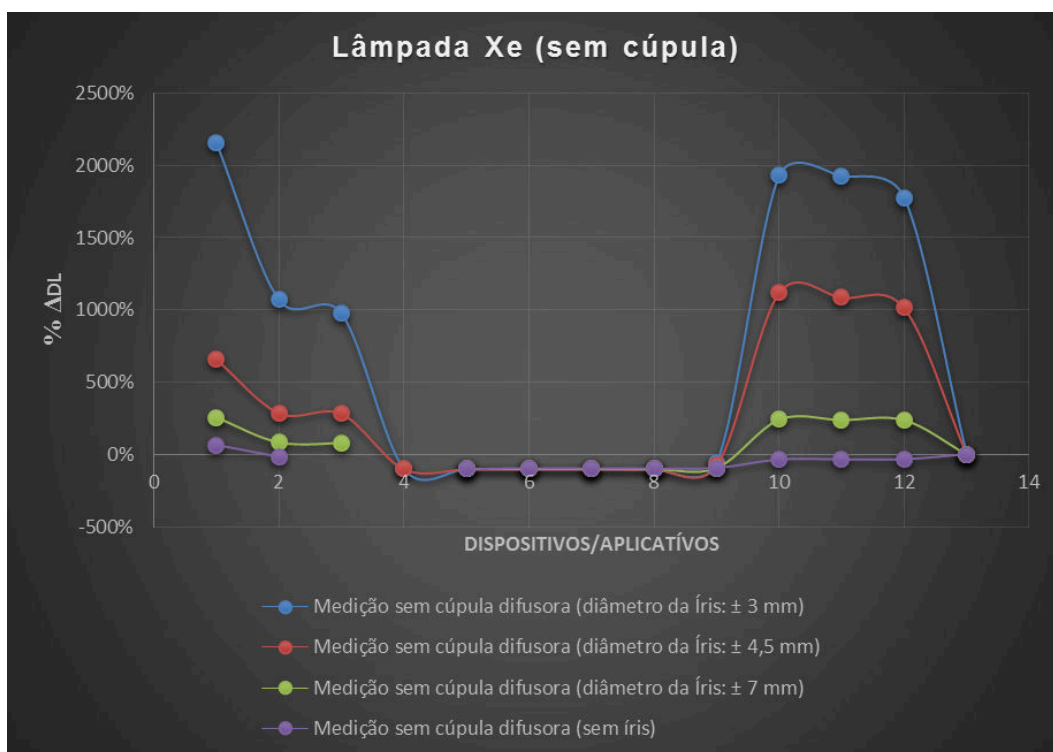 Lâmpada Xe (sem cúpula)
2500%
2000%
1500%
1000%
500%
0%
-500%
% ΔDL
0 2 4 6 8 10 12 14
DISPOSITIVOS/APLICATÍVOS
Medição sem cúpula difusora (diâmetro da Íris: ± 3 mm)
Medição sem cúpula difusora (diâmetro da Íris: ± 4,5 mm)
Medição sem cúpula difusora (diâmetro da Íris: ± 7 mm)
Medição sem cúpula difusora (sem íris)